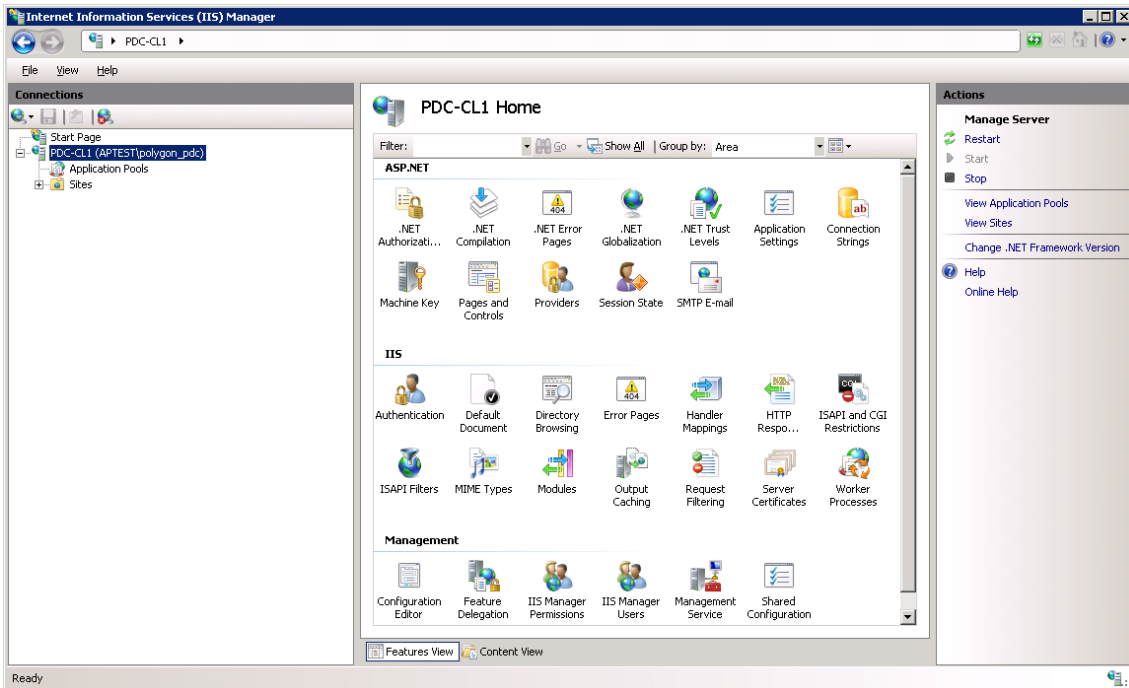 Internet Information Services (IIS) Manager
PDC-CL1
File View Help
Connections
Start Page
PDC-CL1 (APTEST\polygon_pdc)
Application Pools
Sites
PDC-CL1 Home
Filter: Go Show All Group by: Area
ASP.NET
.NET Authorizati...
.NET Compilation
.NET Error Pages
.NET Globalization
.NET Trust Levels
Application Settings
Connection Strings
Machine Key
Pages and Controls
Providers
Session State
SMTP E-mail
IIS
Authentication
Default Document
Directory Browsing
Error Pages
Handler Mappings
HTTP Respo...
ISAPI and CGI Restrictions
ISAPI Filters
MIME Types
Modules
Output Caching
Request Filtering
Server Certificates
Worker Processes
Management
Configuration Editor
Feature Delegation
IIS Manager Permissions
IIS Manager Users
Management Service
Shared Configuration
Features View Content View
Actions
Manage Server
Restart
Start
Stop
View Application Pools
View Sites
Change .NET Framework Version
Help
Online Help
Ready